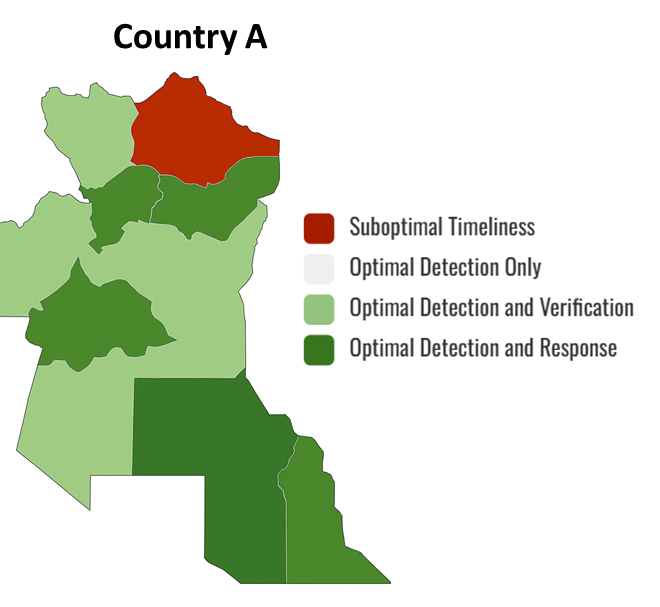 Country A
Suboptimal Timeliness
Optimal Detection Only
Optimal Detection and Verification
Optimal Detection and Response